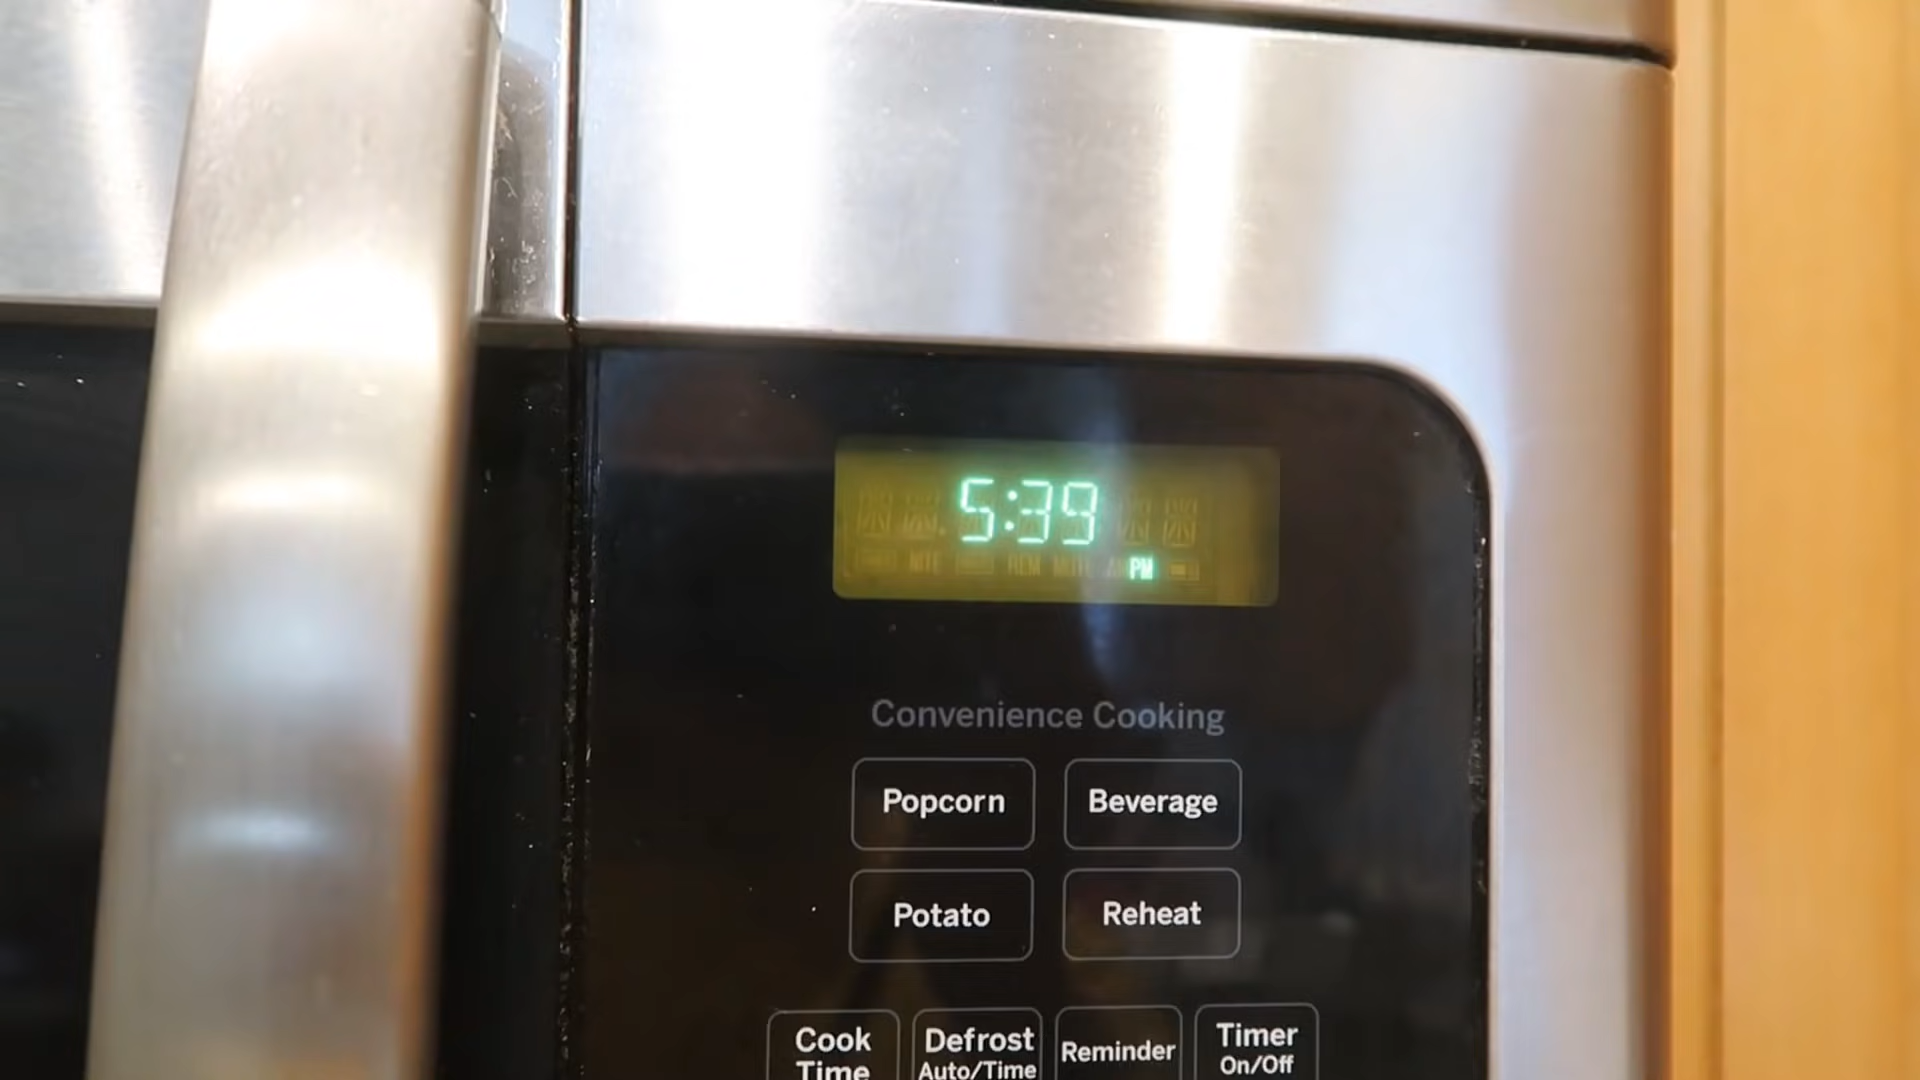 5:39
PM
Convenience Cooking
Popcorn Beverage
Potato Reheat
Cook Time
Defrost Auto/Time
Reminder
Timer On/Off